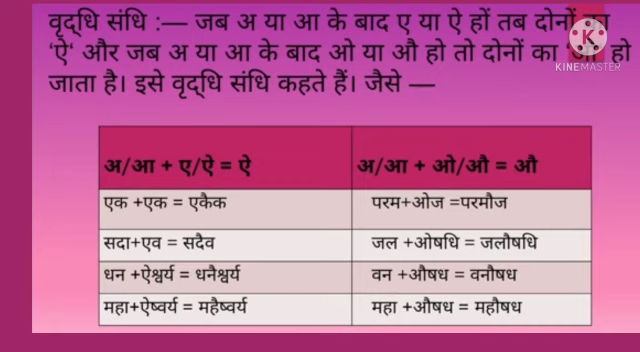 वृद्धि संधि :— जब अ या आ के बाद ए या ऐ हों तब दोनों का
‘ऐ‘ और जब अ या आ के बाद ओ या औ हो तो दोनों का हो
जाता है। इसे वृद्धि संधि कहते हैं। जैसे —
KINEMASTER
अ/आ + ए/ऐ = ऐ अ/आ + ओ/औ = औ
एक +एक = एकैक परम+ओज =परमौज
सदा+एव = सदैव जल +ओषधि = जलौषधि
धन +ऐश्वर्य = धनैश्वर्य वन +औषध = वनौषध
महा+ऐष्वर्य = महैष्वर्य महा +औषध = महौषध